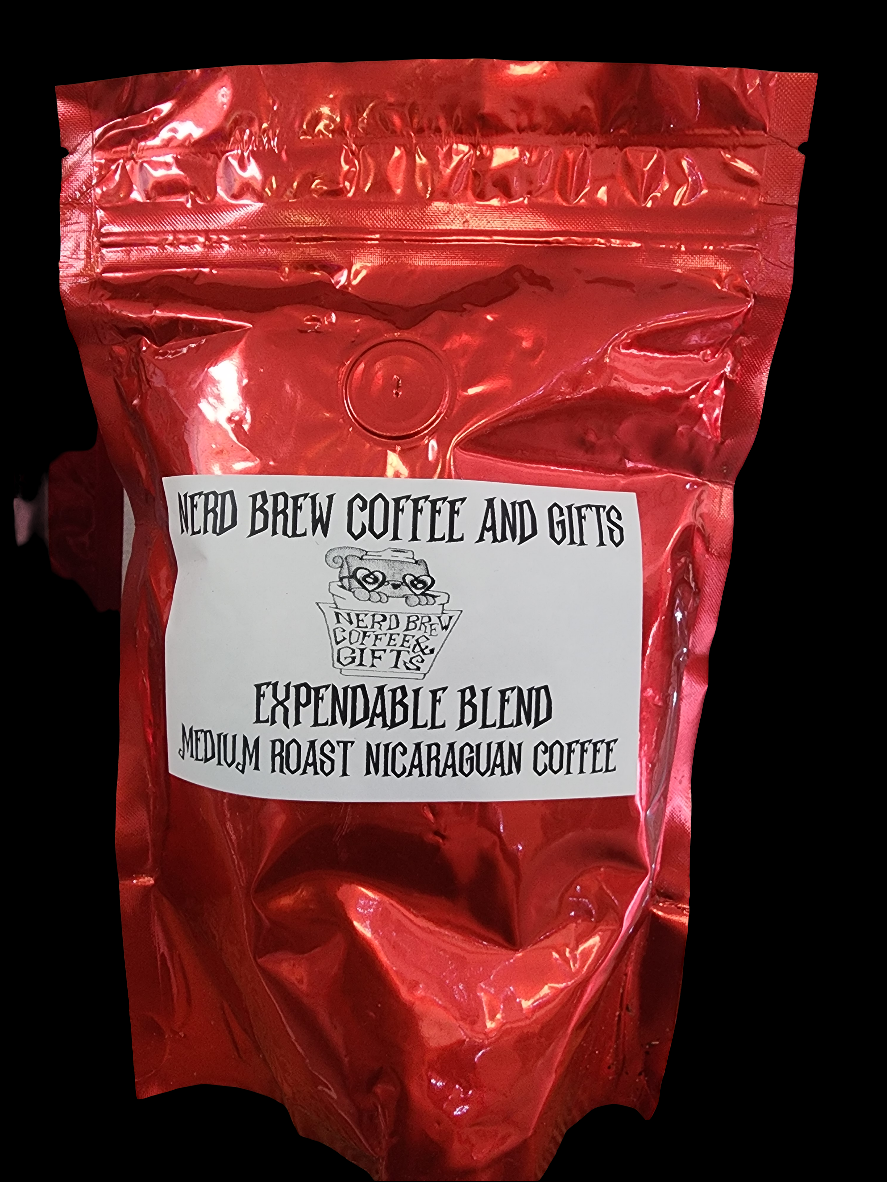 NERD BREW COFFEE AND GIFTS
NERD BREW
COFFEE &
GIFTS
EXPENDABLE BLEND
MEDIUM ROAST NICARAGUAN COFFEE